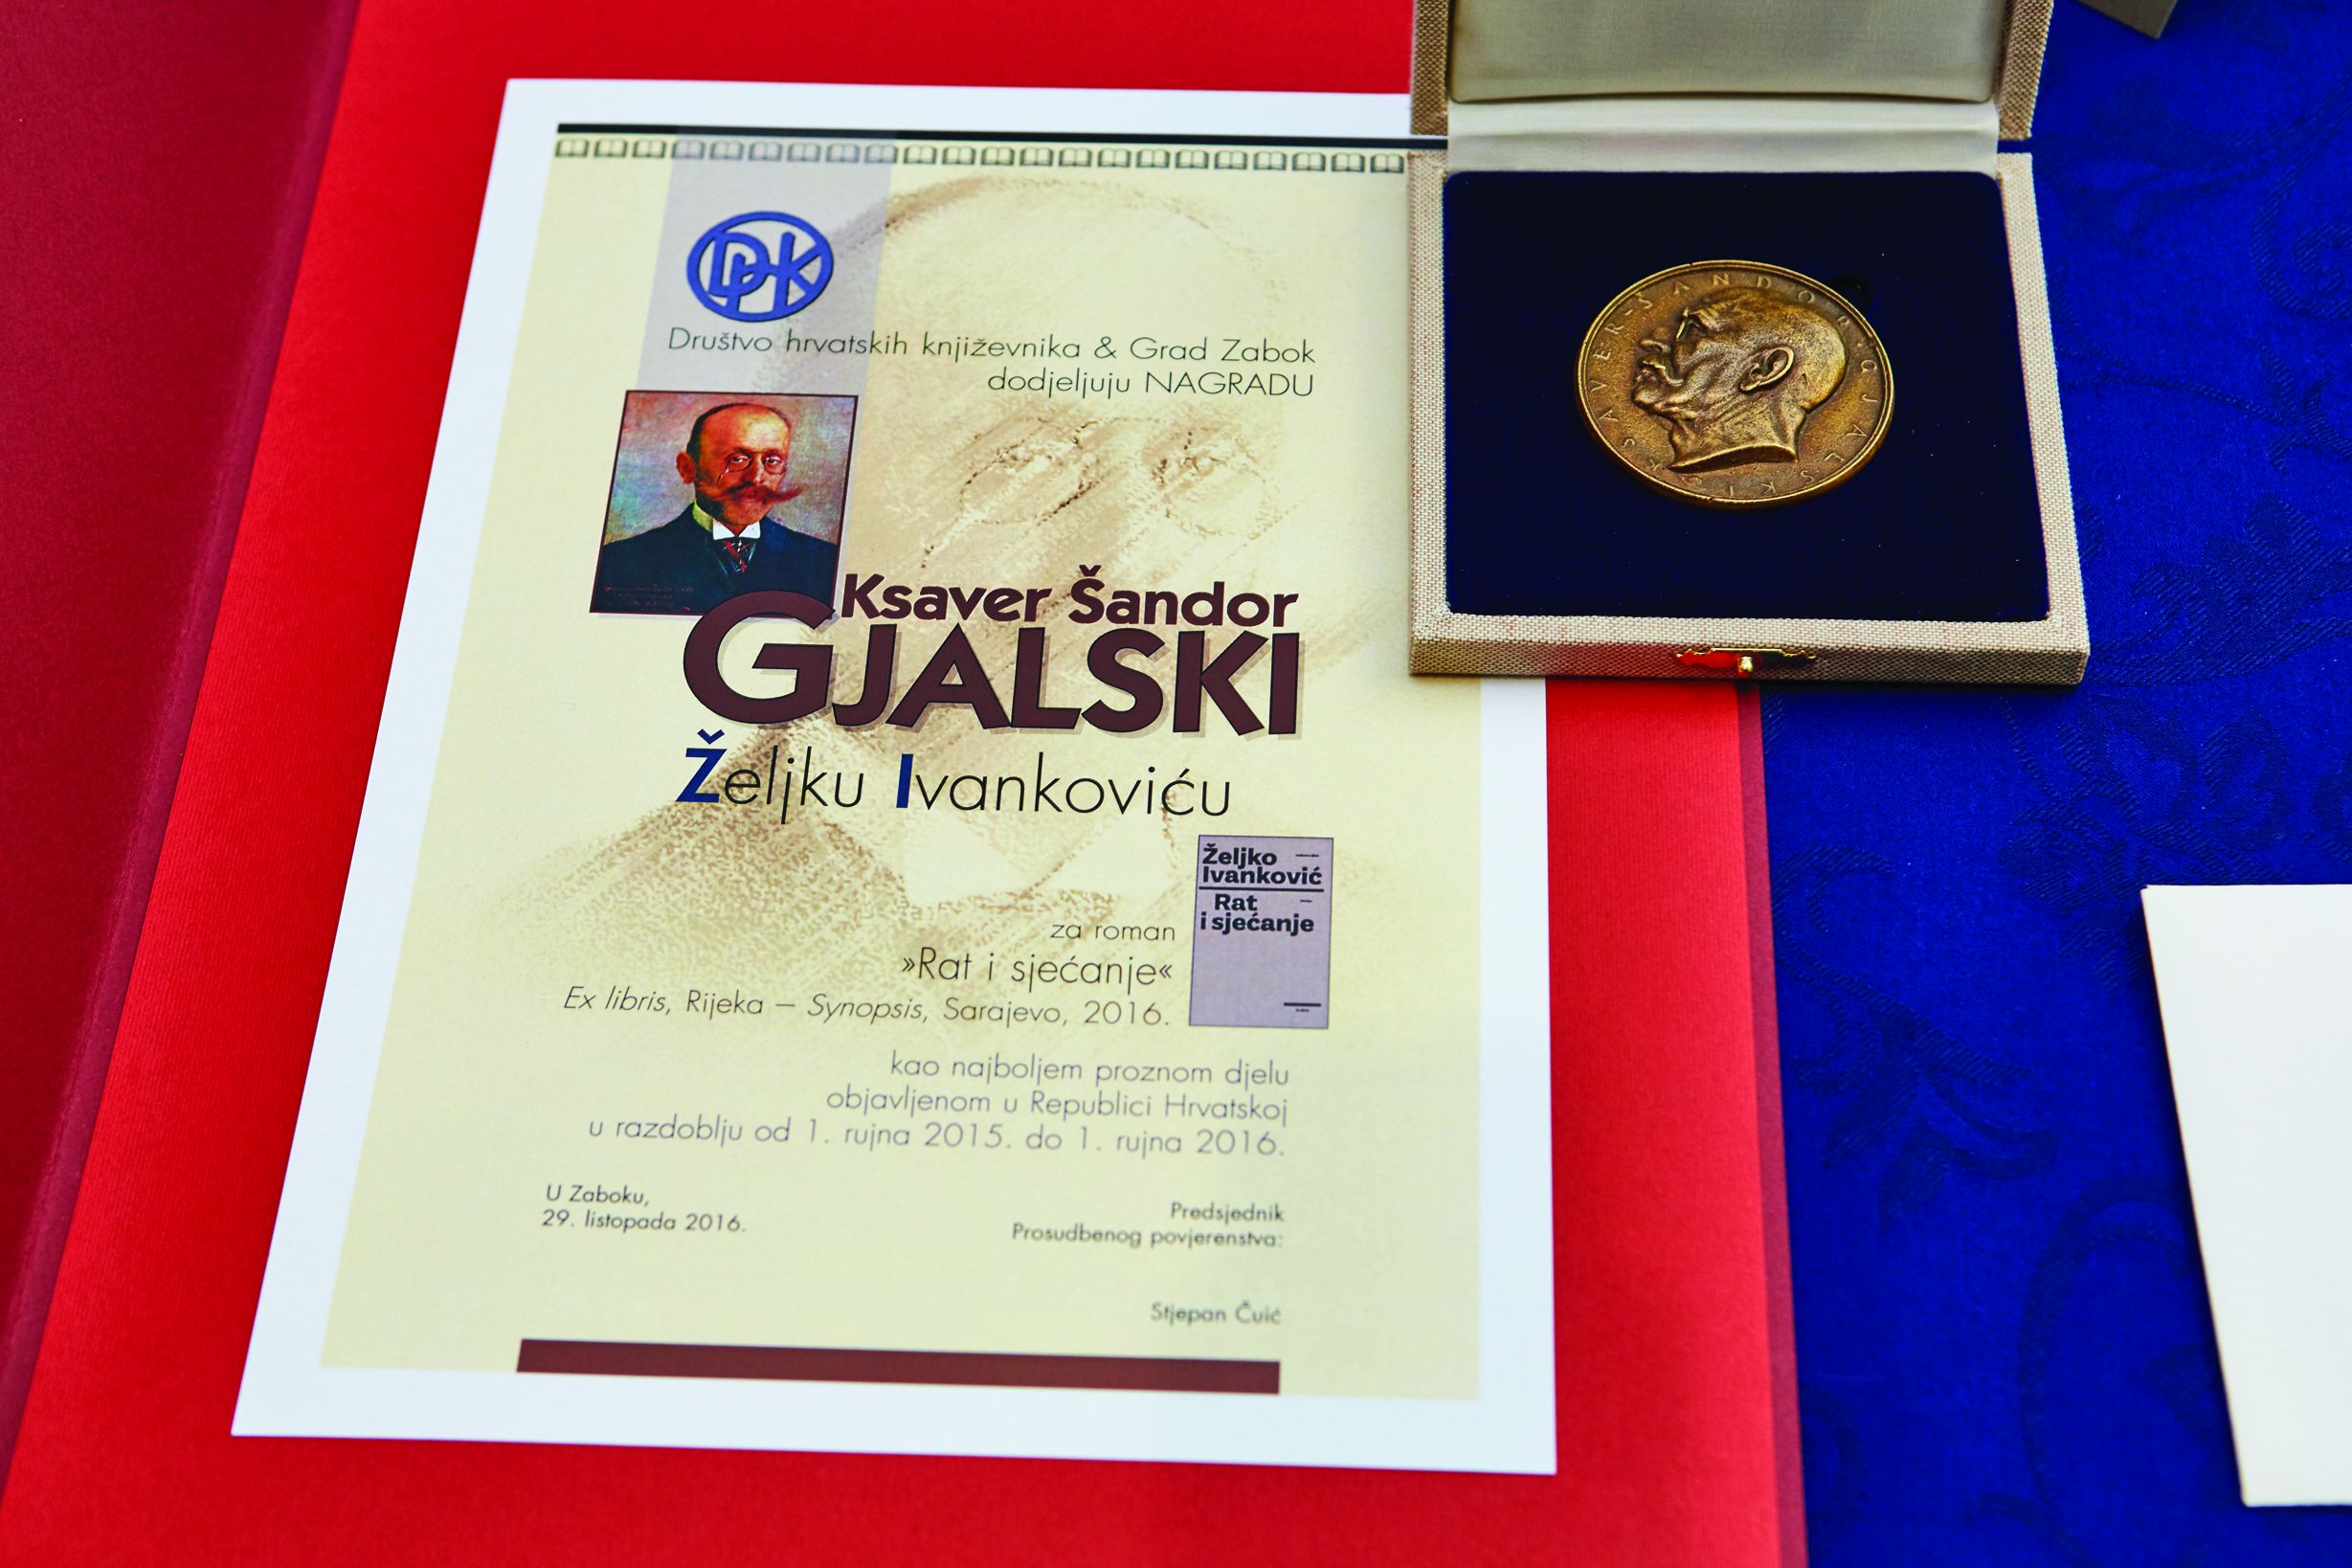 DHK
Društvo hrvatskih književnika & Grad Zabok
dodjeljuju NAGRADU
Ksaver Šandor
GJALSKI
Željku Ivankoviću
Željko
Ivanković
Rat
i sjećanje
za roman
»Rat i sjećanje«
Ex libris, Rijeka – Synopsis, Sarajevo, 2016.
kao najboljem proznom djelu
objavljenom u Republici Hrvatskoj
u razdoblju od 1. rujna 2015. do 1. rujna 2016.
U Zaboku,
29. listopada 2016.
Predsjednik
Prosudbenog povjerenstva:
Stjepan Čuić
KSAVER-ŠANDOR-GJALSKI